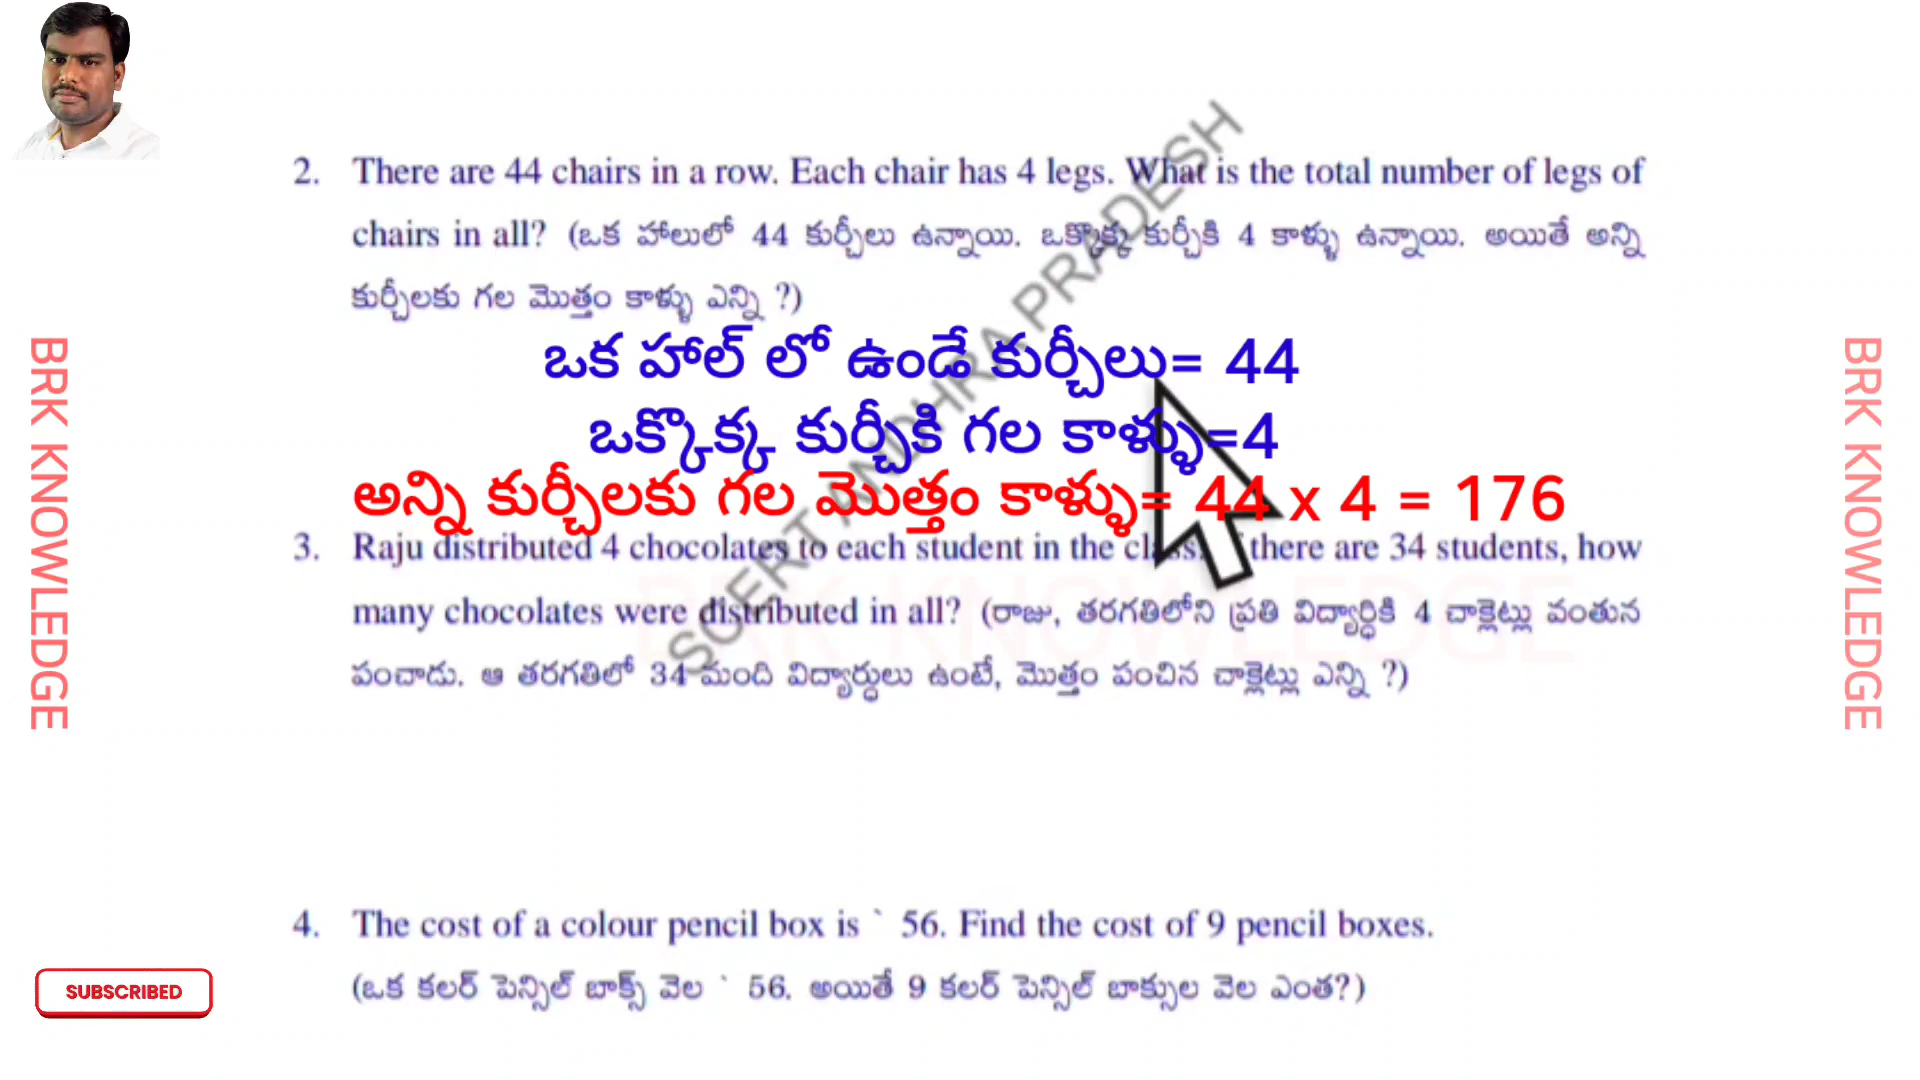 2. There are 44 chairs in a row. Each chair has 4 legs. What is the total number of legs of
chairs in all? (ఒక హాలులో 44 కుర్చీలు ఉన్నాయి. ఒక్కొక్క కుర్చీకి 4 కాళ్ళు ఉన్నాయి. అయితే అన్ని
కుర్చీలకు గల మొత్తం కాళ్ళు ఎన్ని ?)
ఒక హాల్ లో ఉండే కుర్చీలు= 44
ఒక్కొక్క కుర్చీకి గల కాళ్ళు=4
అన్ని కుర్చీలకు గల మొత్తం కాళ్ళు= 44 x 4 = 176
3. Raju distributed 4 chocolates to each student in the class. If there are 34 students, how
many chocolates were distributed in all? (రాజు, తరగతిలోని ప్రతి విద్యార్థికి 4 చాక్లెట్లు వంతున
పంచాడు. ఆ తరగతిలో 34 మంది విద్యార్థులు ఉంటే, మొత్తం పంచిన చాక్లెట్లు ఎన్ని ?)
4. The cost of a colour pencil box is ` 56. Find the cost of 9 pencil boxes.
(ఒక కలర్ పెన్సిల్ బాక్స్ వెల ` 56. అయితే 9 కలర్ పెన్సిల్ బాక్సుల వెల ఎంత?)
SCERT ANDHRA PRADESH
BRK KNOWLEDGE
BRK KNOWLEDGE
BRK KNOWLEDGE
SUBSCRIBED